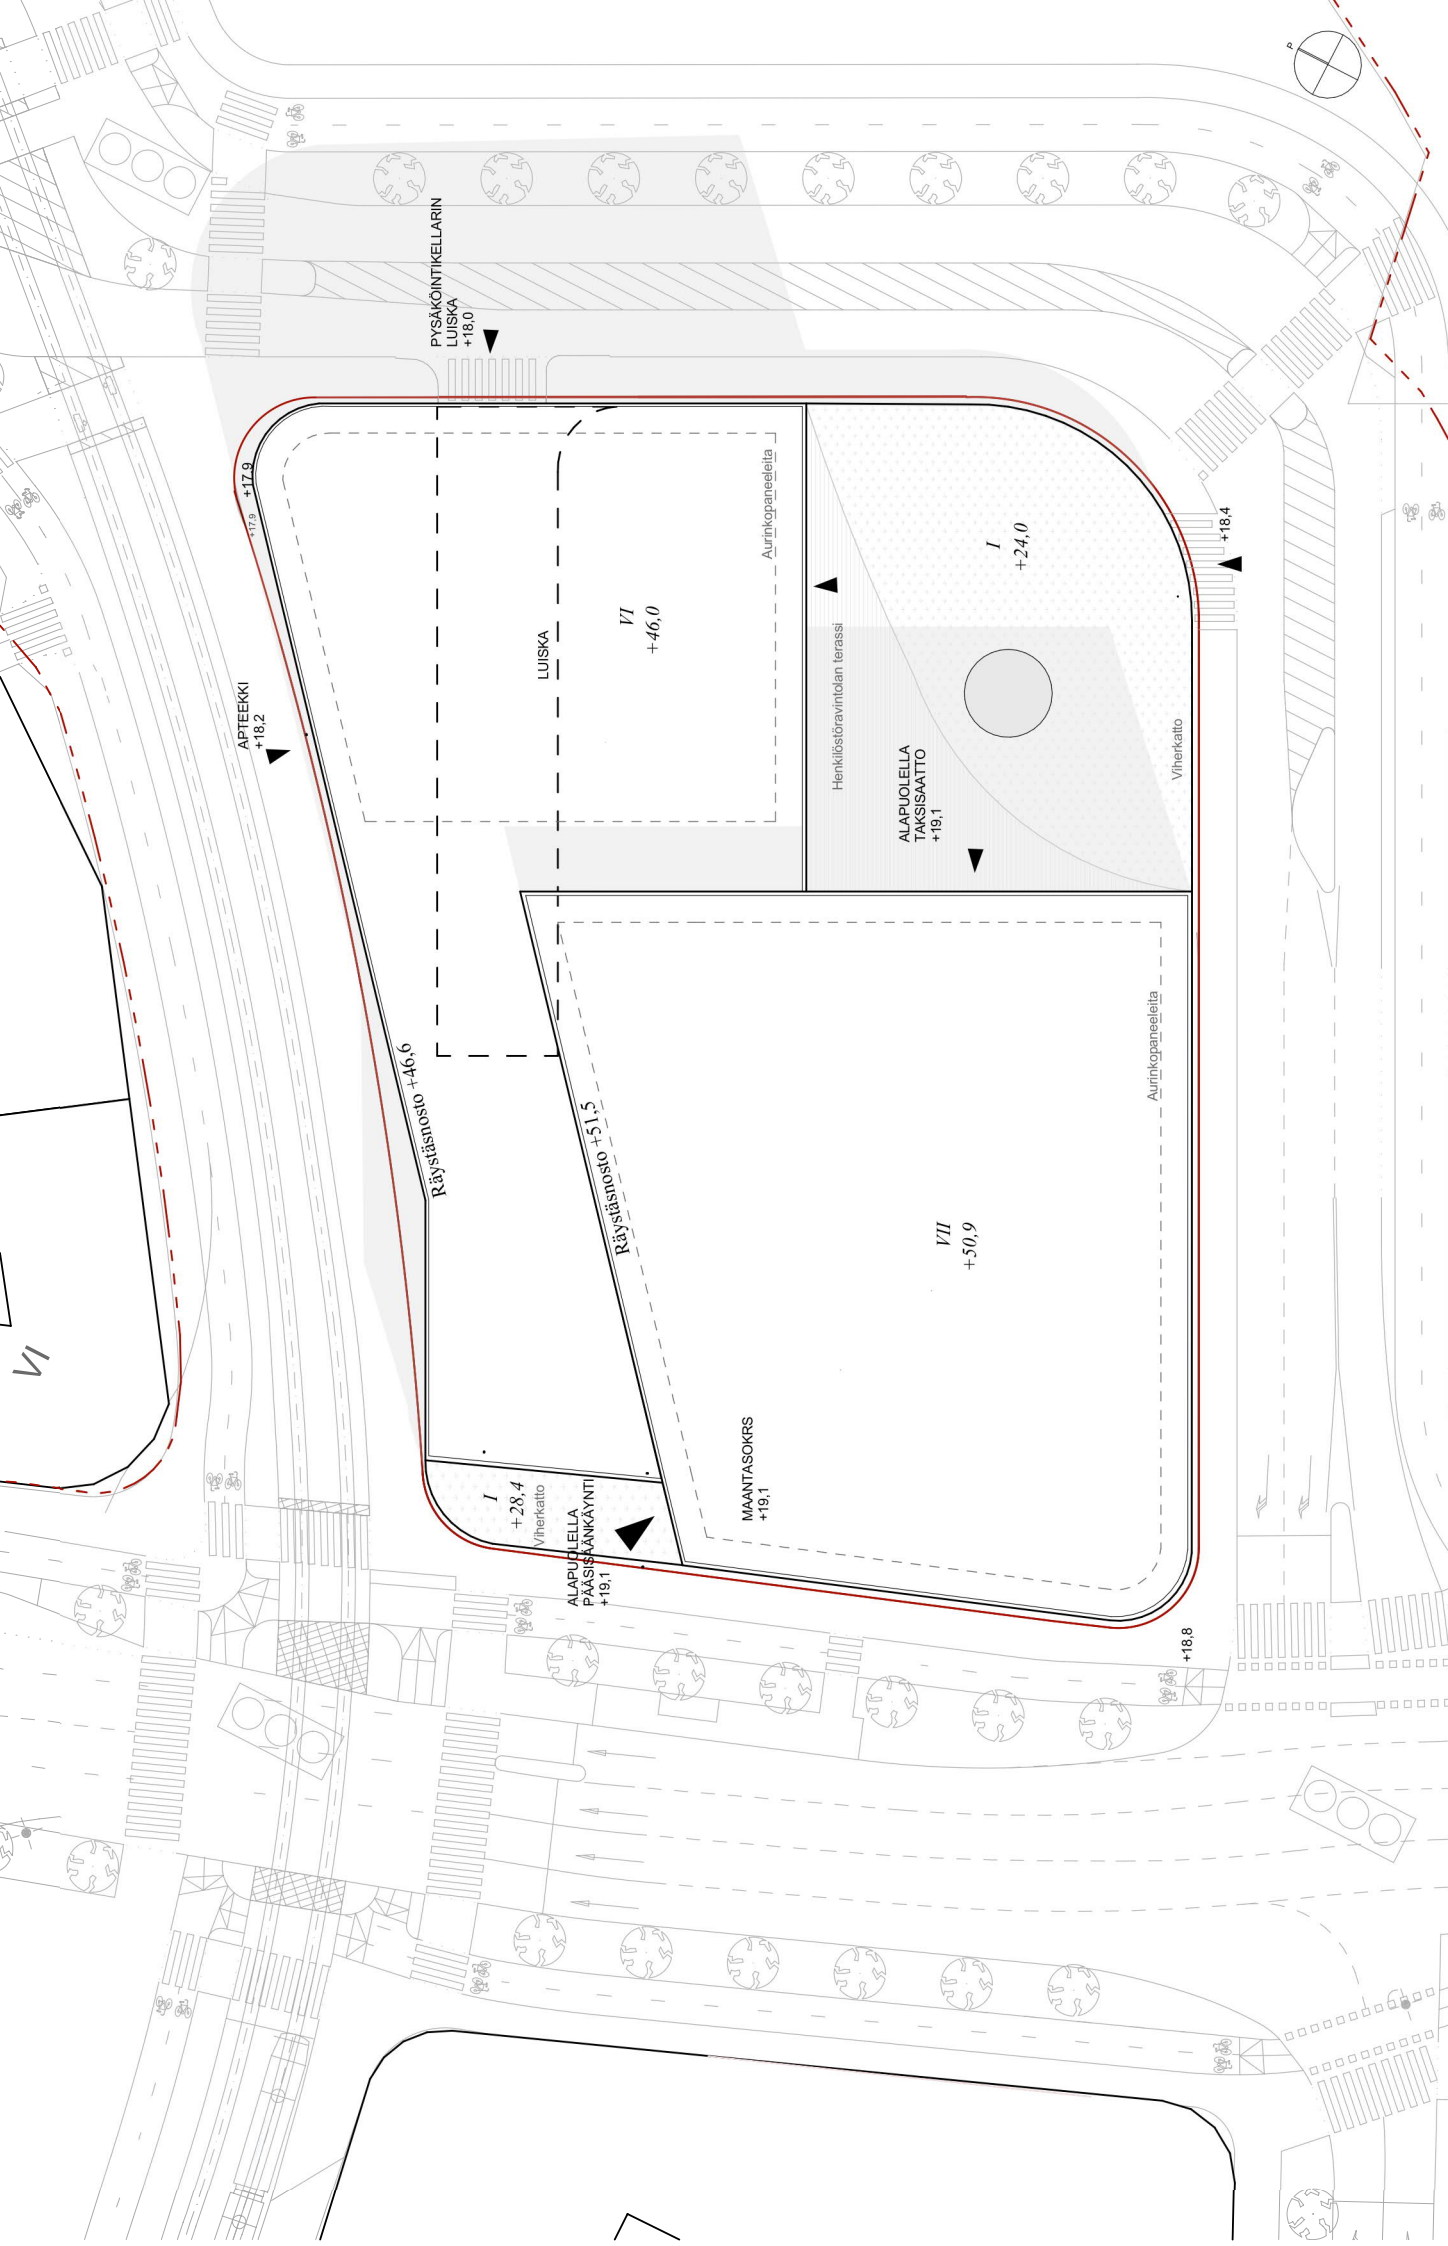 P
PYSÄKÖINTIKELLARIN
LUISKA
+18,0
+17,9
+17,9
Aurinkopaneeleita
VI
+46,0
I
+24,0
+18,4
LUISKA
APTEEKKI
+18,2
Henkilöstöravintolan terassi
Viherkatto
ALAPUOLELLA
TAKSISAATTO
+19,1
Räystäsnosto +46,6
Räystäsnosto +51,5
Aurinkopaneeleita
VII
+50,9
VI
MAANTASOKRS
+19,1
I
+28,4
Viherkatto
ALAPUOLELLA
PÄÄSISÄÄNKÄYNTI
+19,1
+18,8